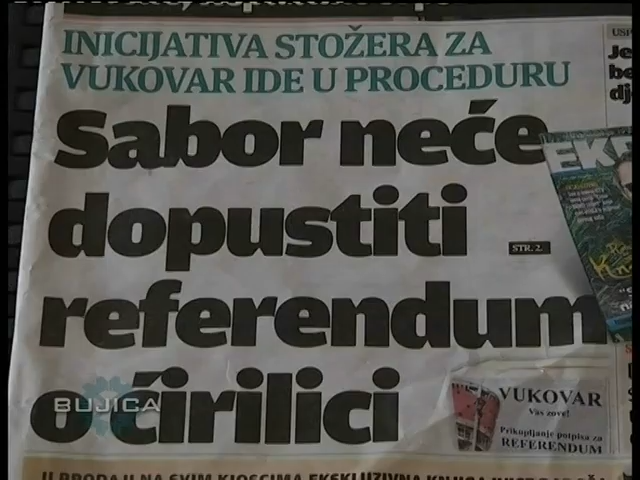 INICIJATIVA STOŽERA ZA
VUKOVAR IDE U PROCEDURU
Sabor neće
dopustiti
STR. 2.
referendum
o ćirilici
BUJICA
EKS
VUKOVAR
Vas zove!
Prikupljanje potpisa za
REFERENDUM